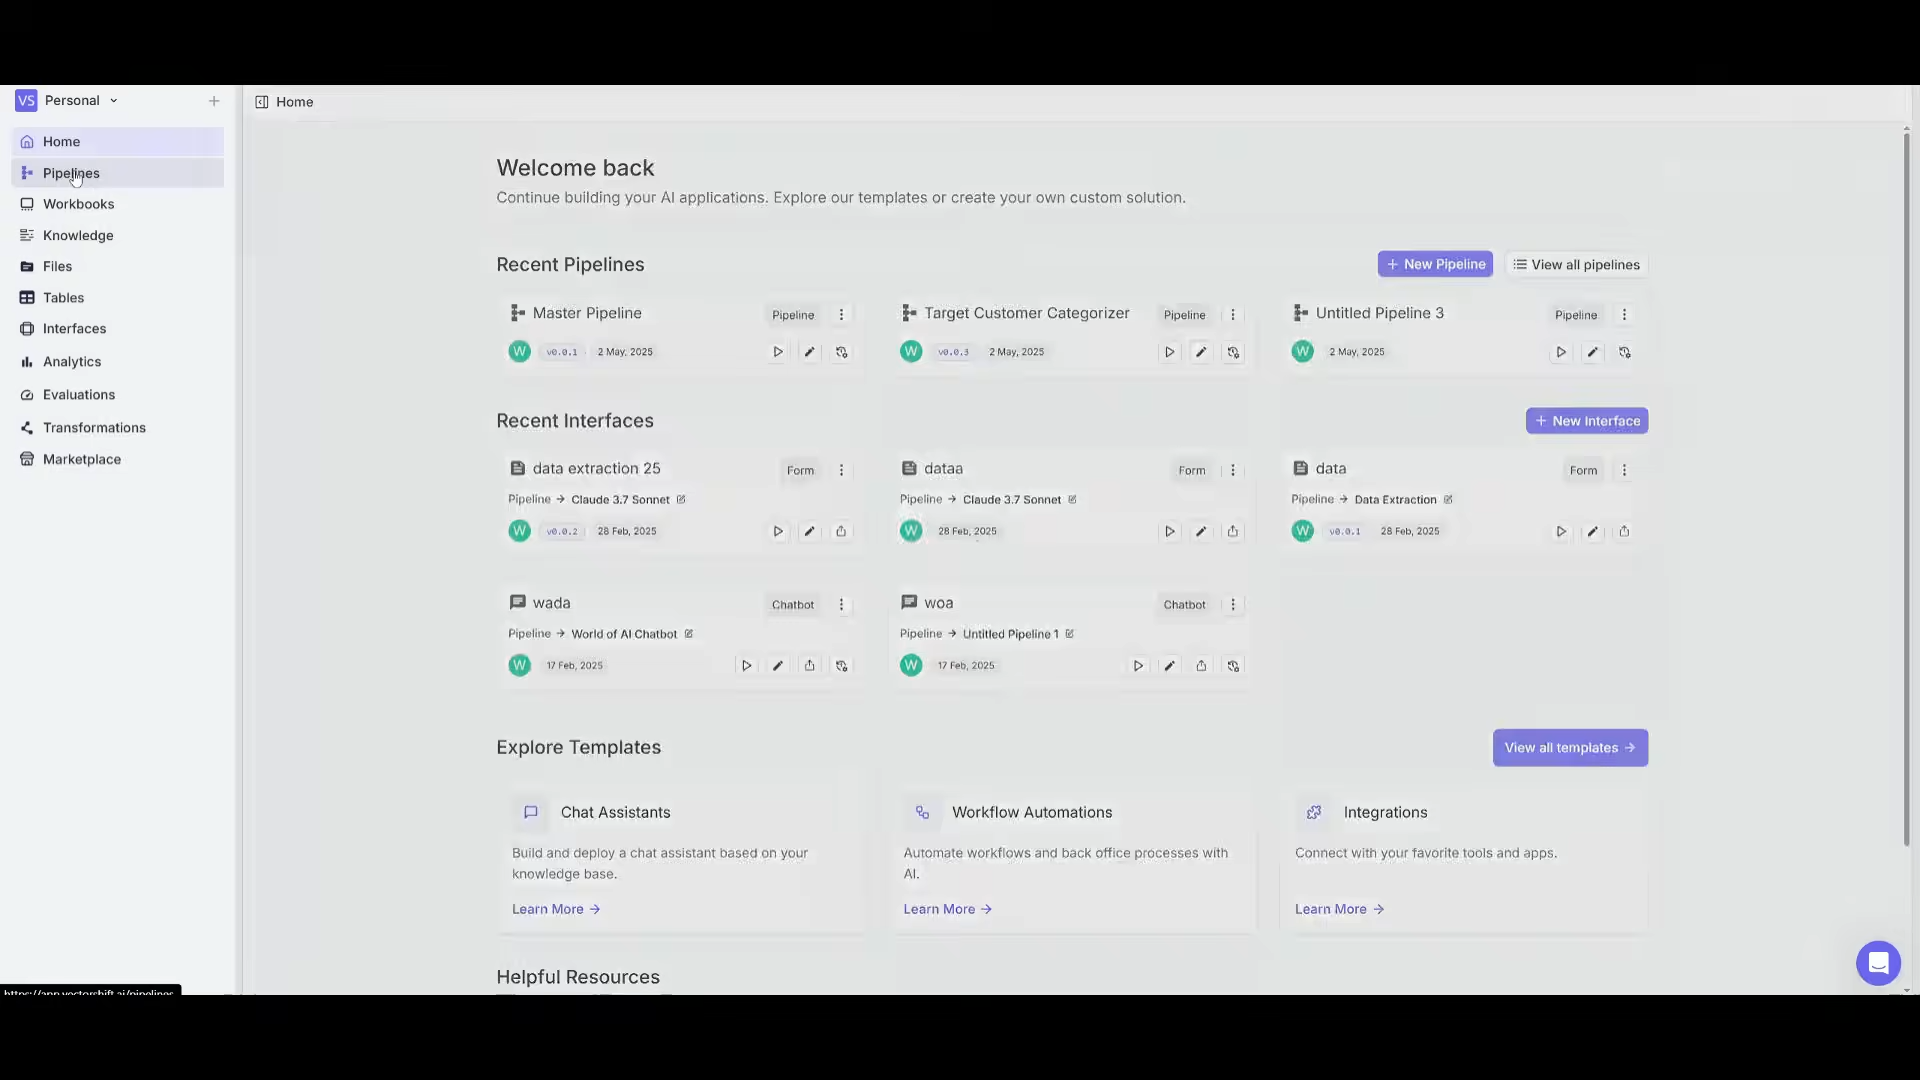 VS Personal
Home
Pipelines
Workbooks
Knowledge
Files
Tables
Interfaces
Analytics
Evaluations
Transformations
Marketplace
Home
Welcome back
Continue building your AI applications. Explore our templates or create your own custom solution.
Recent Pipelines
+ New Pipeline
View all pipelines
Master Pipeline Pipeline
W v0.0.1 2 May, 2025
Target Customer Categorizer Pipeline
W v0.0.3 2 May, 2025
Untitled Pipeline 3 Pipeline
W 2 May, 2025
Recent Interfaces
+ New Interface
data extraction 25 Form
Pipeline → Claude 3.7 Sonnet
W v0.0.2 28 Feb, 2025
dataa Form
Pipeline → Claude 3.7 Sonnet
W 28 Feb, 2025
data Form
Pipeline → Data Extraction
W v0.0.1 28 Feb, 2025
wada Chatbot
Pipeline → World of AI Chatbot
W 17 Feb, 2025
woa Chatbot
Pipeline → Untitled Pipeline 1
W 17 Feb, 2025
Explore Templates
View all templates →
Chat Assistants
Build and deploy a chat assistant based on your
knowledge base.
Learn More →
Workflow Automations
Automate workflows and back office processes with
AI.
Learn More →
Integrations
Connect with your favorite tools and apps.
Learn More →
Helpful Resources
https://app.vectorshift.ai/pipelines